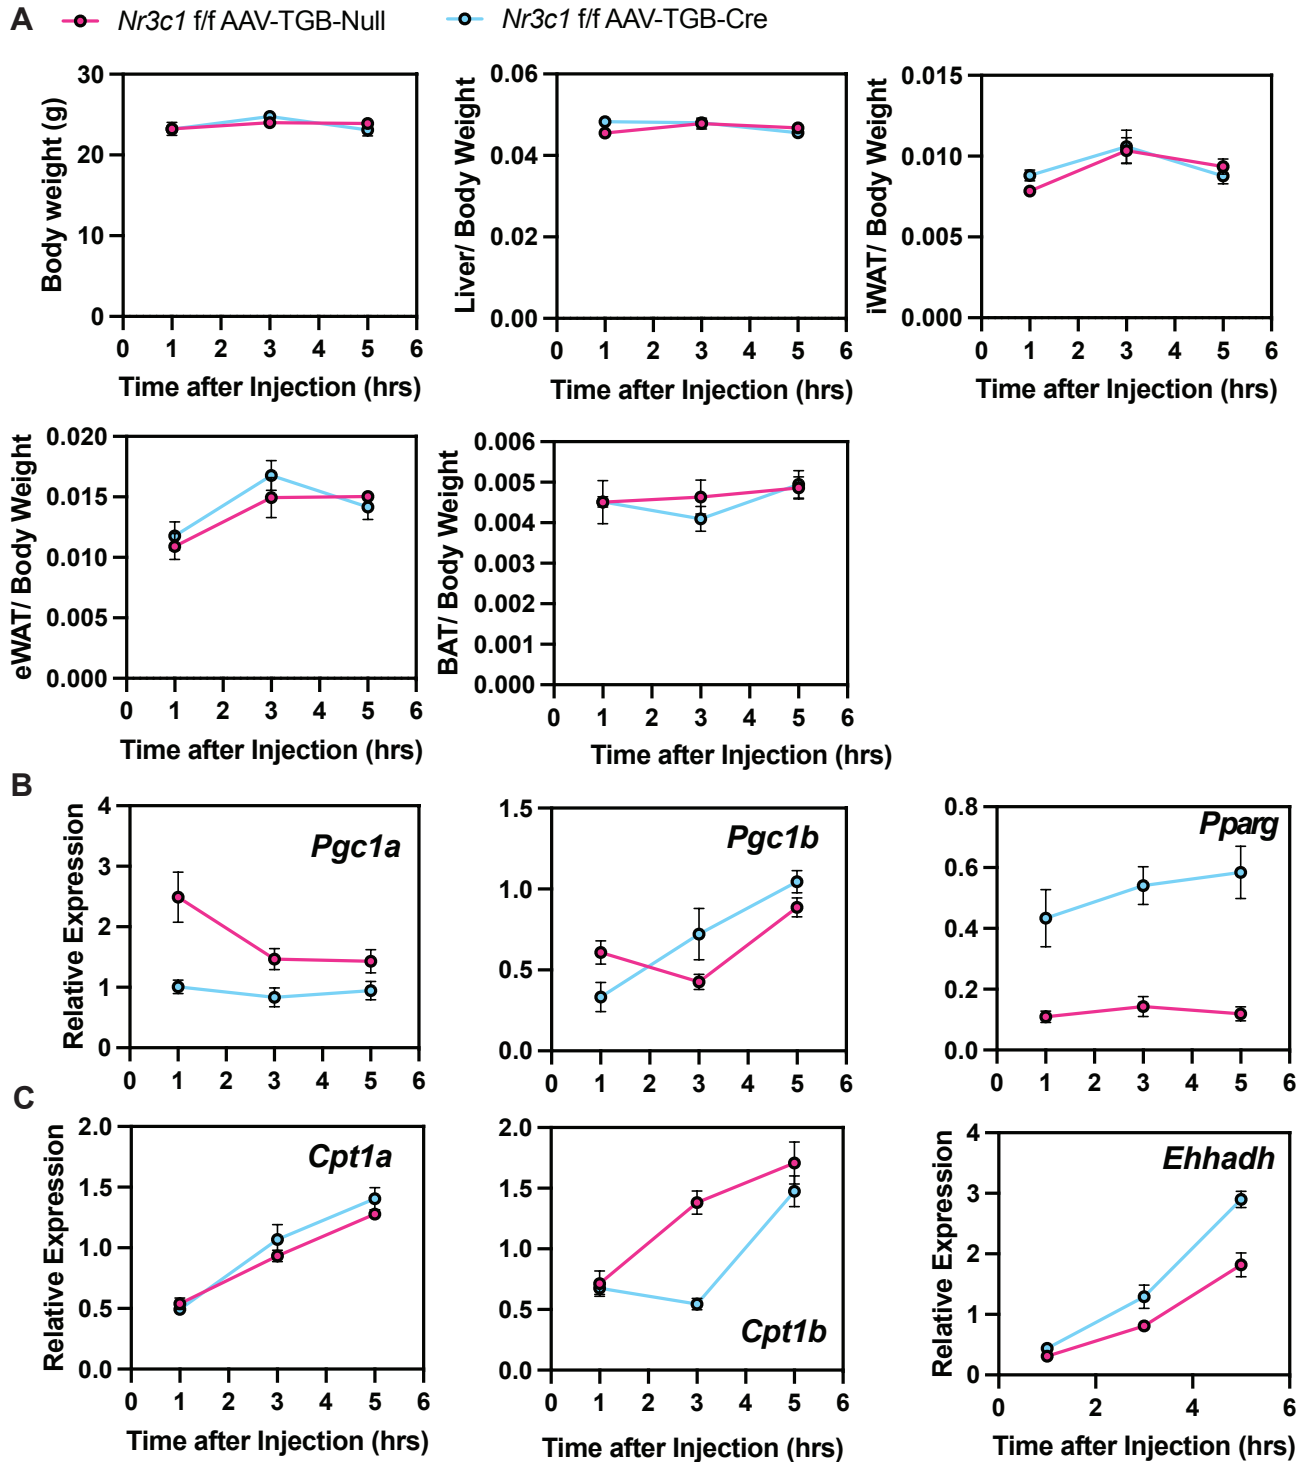 A
Nr3c1 f/f AAV-TGB-Null
Nr3c1 f/f AAV-TGB-Cre
Body weight (g)
30
20
10
0
0 1 2 3 4 5 6
Time after Injection (hrs)
Liver/ Body Weight
0.06
0.04
0.02
0.00
0 1 2 3 4 5 6
Time after Injection (hrs)
iWAT/ Body Weight
0.015
0.010
0.005
0.000
0 1 2 3 4 5 6
Time after Injection (hrs)
eWAT/ Body Weight
0.020
0.015
0.010
0.005
0.000
0 1 2 3 4 5 6
Time after Injection (hrs)
BAT/ Body Weight
0.006
0.005
0.004
0.003
0.002
0.001
0.000
0 1 2 3 4 5 6
Time after Injection (hrs)
B
Relative Expression
4
3
2
1
0
Pgc1a
0 1 2 3 4 5 6
1.5
1.0
0.5
0.0
Pgc1b
0 1 2 3 4 5 6
0.8
0.6
0.4
0.2
0.0
Pparg
0 1 2 3 4 5 6
C
Relative Expression
2.0
1.5
1.0
0.5
0.0
Cpt1a
0 1 2 3 4 5 6
Time after Injection (hrs)
2.0
1.5
1.0
0.5
0.0
Cpt1b
0 1 2 3 4 5 6
Time after Injection (hrs)
Relative Expression
4
3
2
1
0
Ehhadh
0 2 4 6
Time after Injection (hrs)